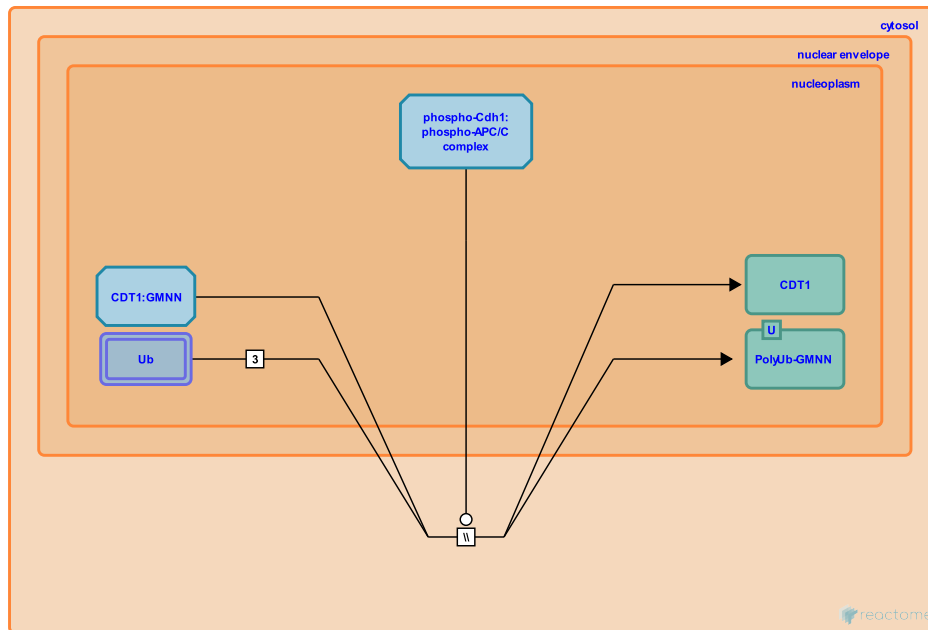 cytosol
nuclear envelope
nucleoplasm
phospho-Cdh1:
phospho-APC/C
complex
CDT1:GMNN
CDT1
U
Ub
3
PolyUb-GMNN
\\
reactome